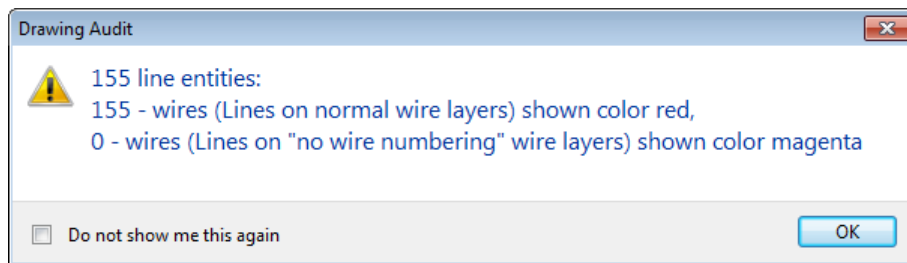 Drawing Audit
155 line entities:
155 - wires (Lines on normal wire layers) shown color red,
0 - wires (Lines on "no wire numbering" wire layers) shown color magenta
Do not show me this again
OK